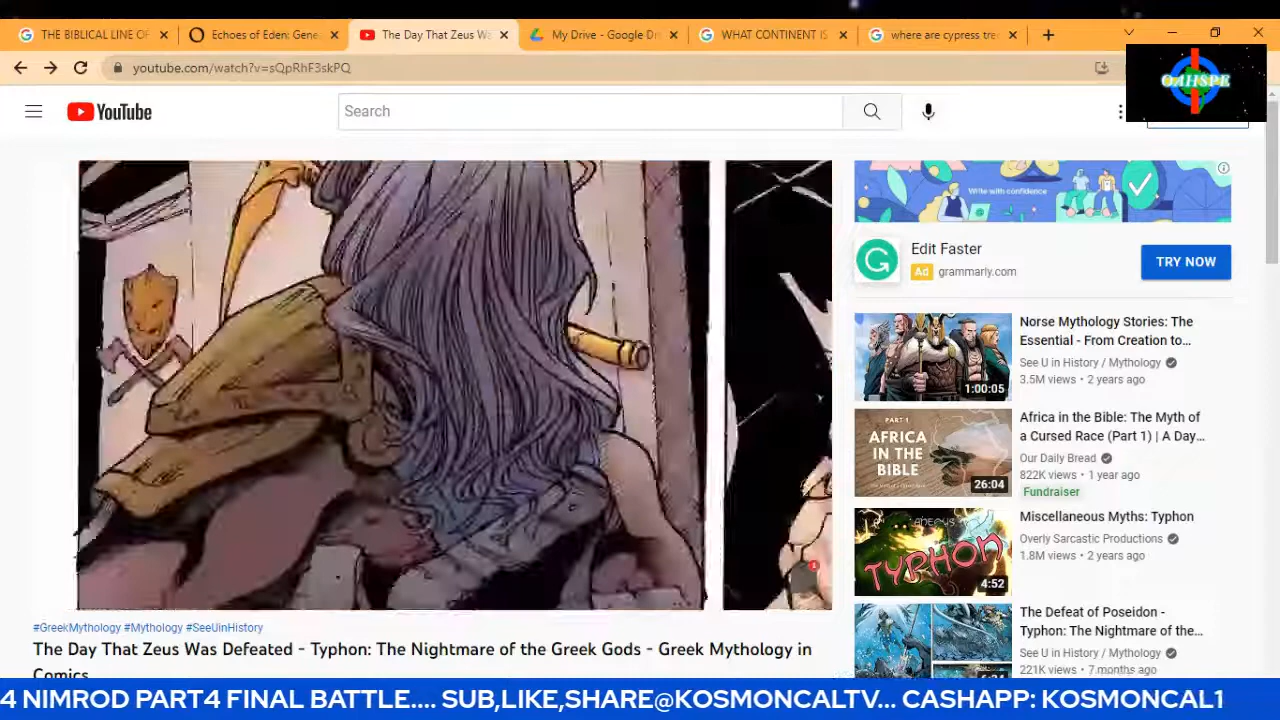 THE BIBLICAL LINE OF
Echoes of Eden: Gene
The Day That Zeus Wa
My Drive - Google Dr
WHAT CONTINENT IS
where are cypress tre
youtube.com/watch?v=sQpRhF3skPQ
OAHSPE
YouTube
Search
Write with confidence
Edit Faster
Ad grammarly.com
TRY NOW
Norse Mythology Stories: The
Essential - From Creation to...
See U in History / Mythology
3.5M views • 2 years ago
1:00:05
Africa in the Bible: The Myth of
a Cursed Race (Part 1) | A Day...
Our Daily Bread
822K views • 1 year ago
Fundraiser
PART 1
AFRICA
IN THE
BIBLE
26:04
Miscellaneous Myths: Typhon
Overly Sarcastic Productions
1.8M views • 2 years ago
TYPHON
4:52
The Defeat of Poseidon -
Typhon: The Nightmare of the...
See U in History / Mythology
221K views • 7 months ago
#GreekMythology #Mythology #SeeUinHistory
The Day That Zeus Was Defeated - Typhon: The Nightmare of the Greek Gods - Greek Mythology in
Comics
4 NIMROD PART4 FINAL BATTLE.... SUB,LIKE,SHARE@KOSMONCALTV... CASHAPP: KOSMONCAL1